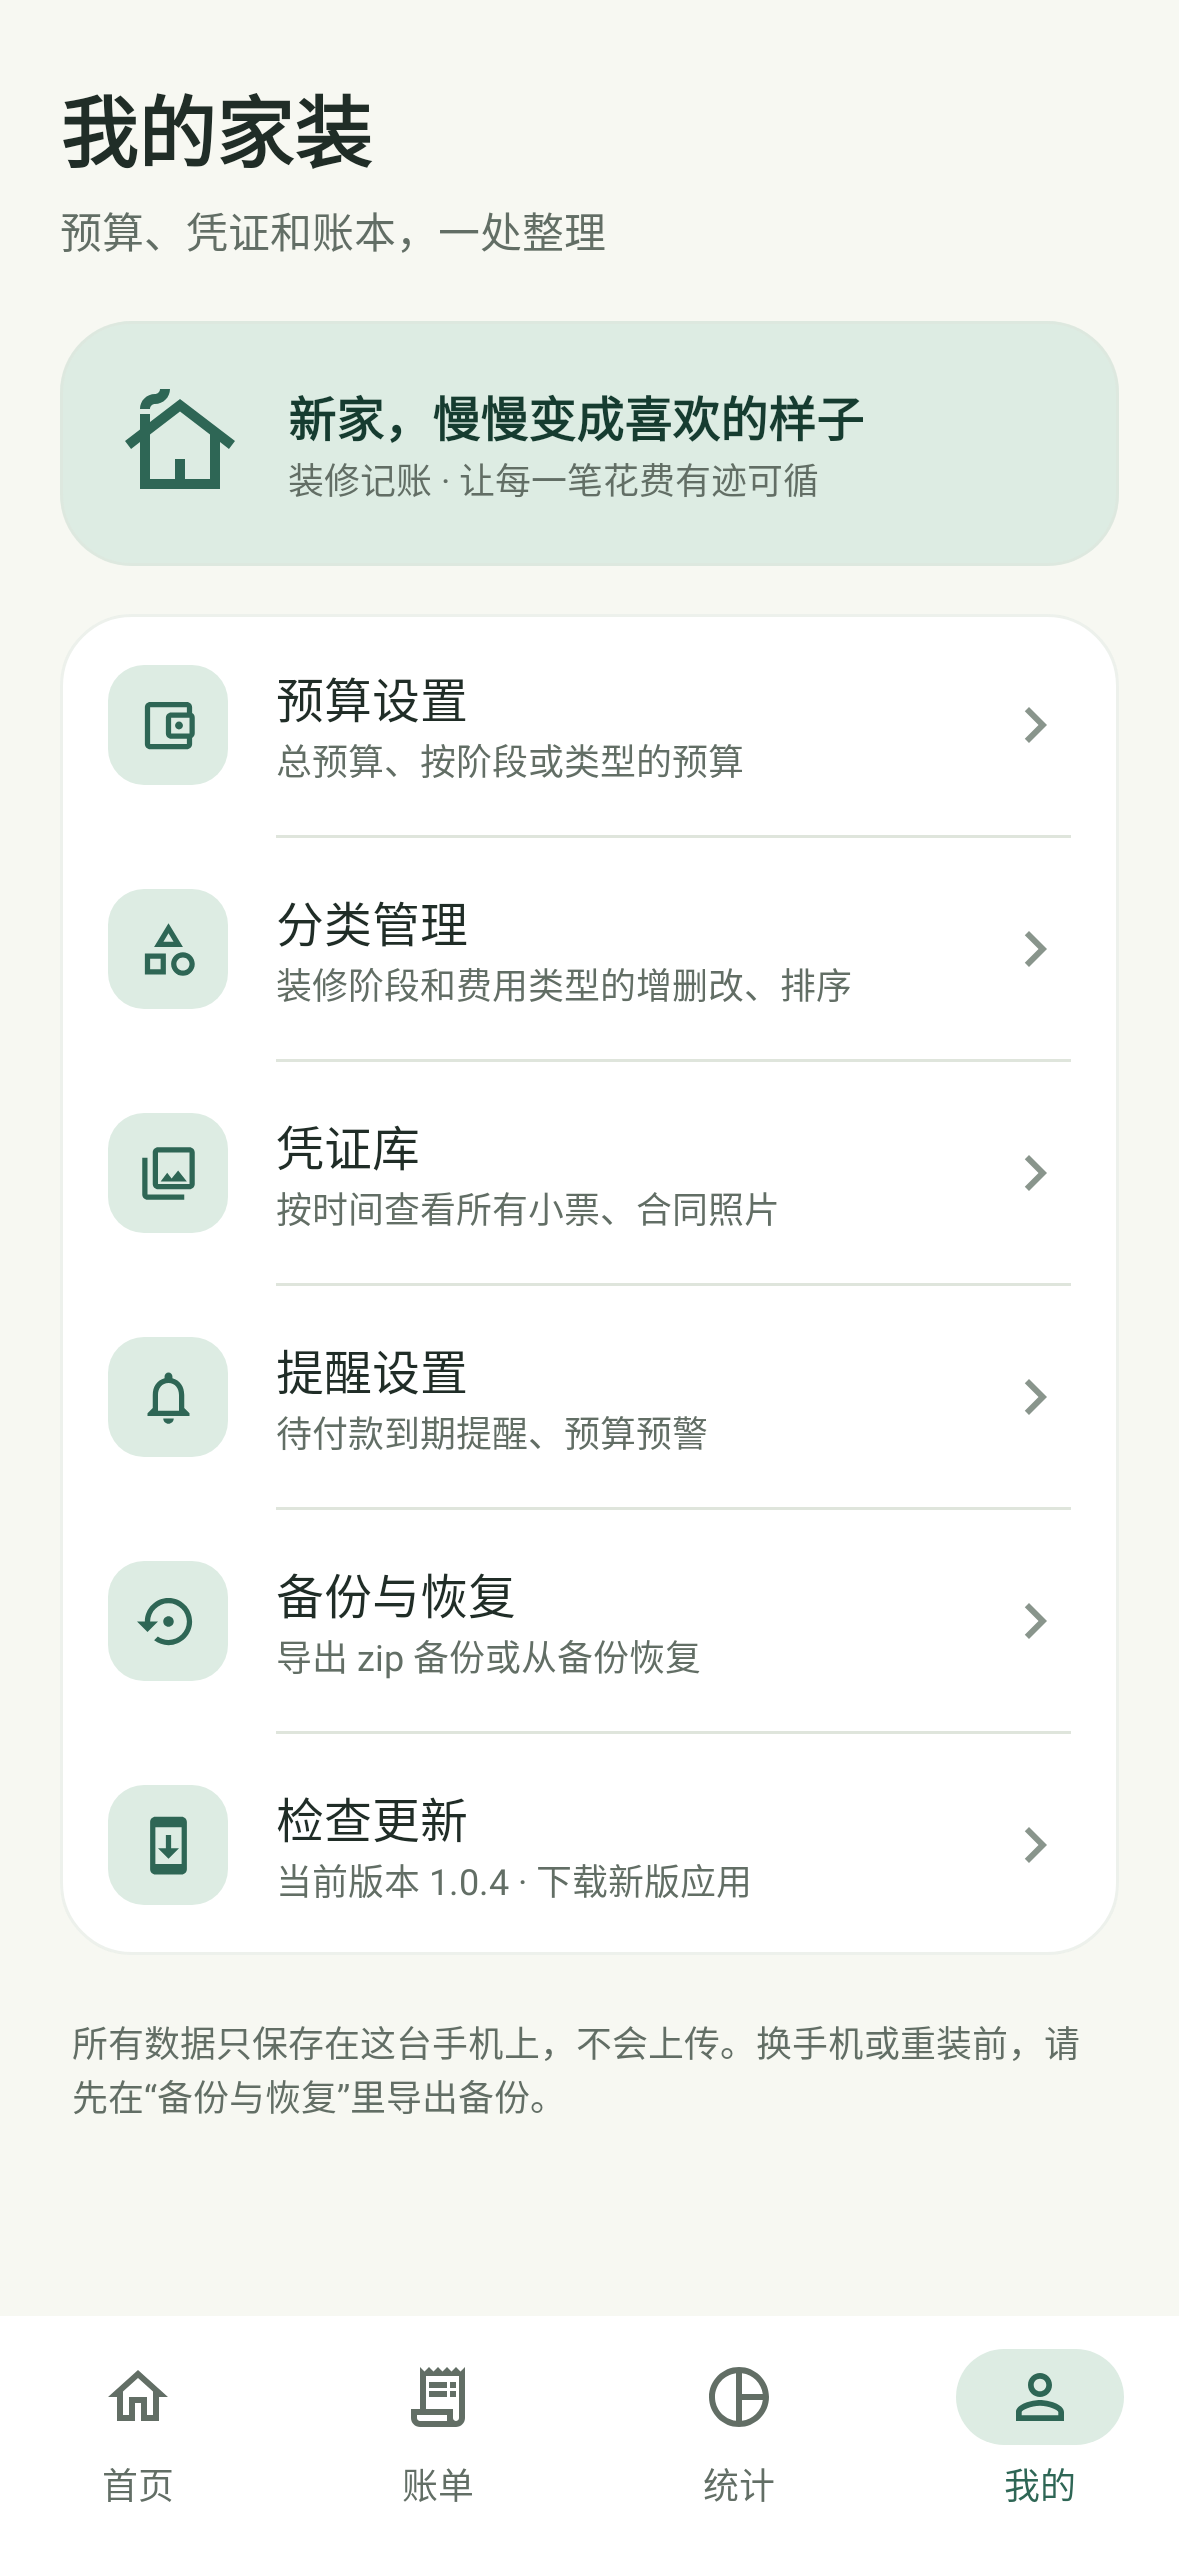 我的家装
预算、凭证和账本，一处整理
新家，慢慢变成喜欢的样子
装修记账 · 让每一笔花费有迹可循
预算设置
总预算、按阶段或类型的预算
分类管理
装修阶段和费用类型的增删改、排序
凭证库
按时间查看所有小票、合同照片
提醒设置
待付款到期提醒、预算预警
备份与恢复
导出 zip 备份或从备份恢复
检查更新
当前版本 1.0.4 · 下载新版应用
所有数据只保存在这台手机上，不会上传。换手机或重装前，请
先在“备份与恢复”里导出备份。
首页
账单
统计
我的